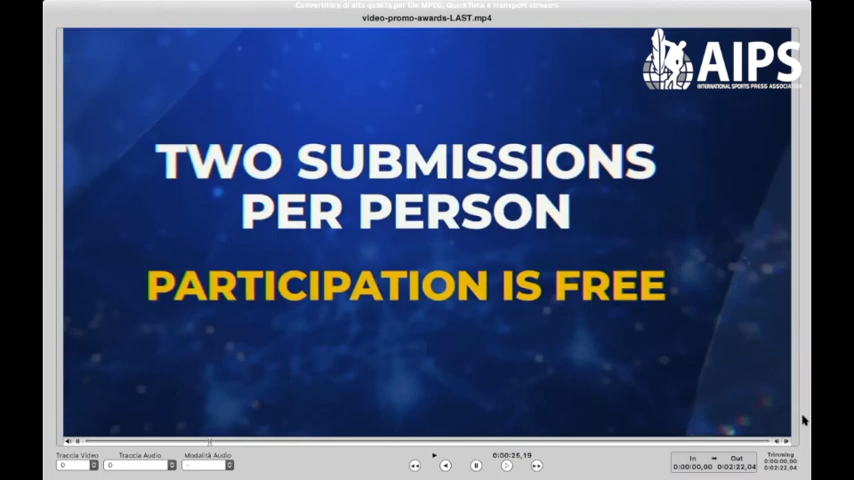 Convertitore di alta qualità per file MPEG, QuickTime e transport streams
video-promo-awards-LAST.mp4
AIPS
INTERNATIONAL SPORTS PRESS ASSOCIATION
TWO SUBMISSIONS
PER PERSON
PARTICIPATION IS FREE
Traccia Video
Traccia Audio
Modalità Audio
0
0
-
0:00:25,19
In
Out
0:00:00,00
0:02:22,04
Trimming
0:00:00,00
0:02:22,04